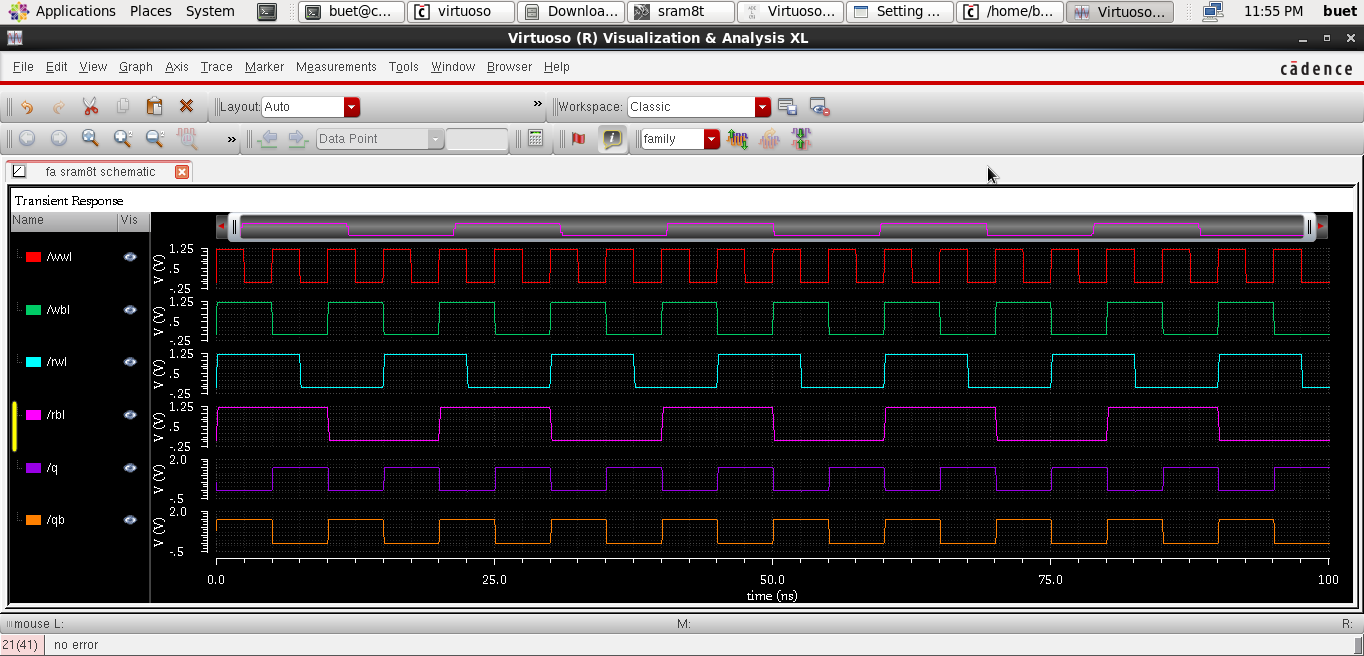 Applications Places System buet@c... virtuoso Downloa... sram8t Virtuoso... Setting ... /home/b... Virtuoso... 11:55 PM buet
Virtuoso (R) Visualization & Analysis XL
File Edit View Graph Axis Trace Marker Measurements Tools Window Browser Help cādence
Layout: Auto » Workspace: Classic
» Data Point family
fa sram8t schematic
Transient Response
Name Vis
/wwl V (V) 1.25 .5 -.25
/wbl V (V) 1.25 .5 -.25
/rwl V (V) 1.25 .5 -.25
/rbl V (V) 1.25 .5 -.25
/q V (V) 2.0 -.5
/qb V (V) 2.0 -.5
0.0 25.0 50.0 75.0 100
time (ns)
mouse L: M: R:
21(41) no error